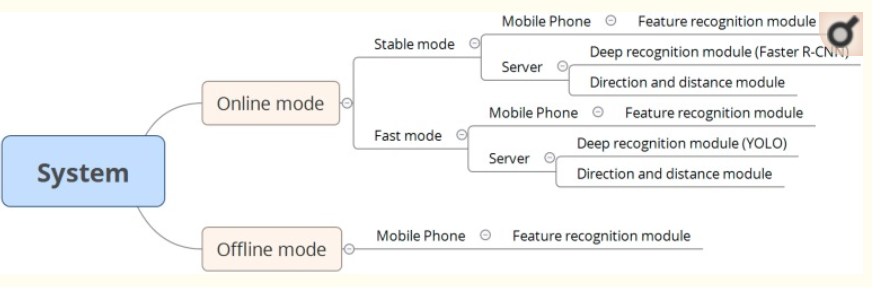 System
Online mode
Stable mode
Mobile Phone
Feature recognition module
Server
Deep recognition module (Faster R-CNN)
Direction and distance module
Fast mode
Mobile Phone
Feature recognition module
Server
Deep recognition module (YOLO)
Direction and distance module
Offline mode
Mobile Phone
Feature recognition module